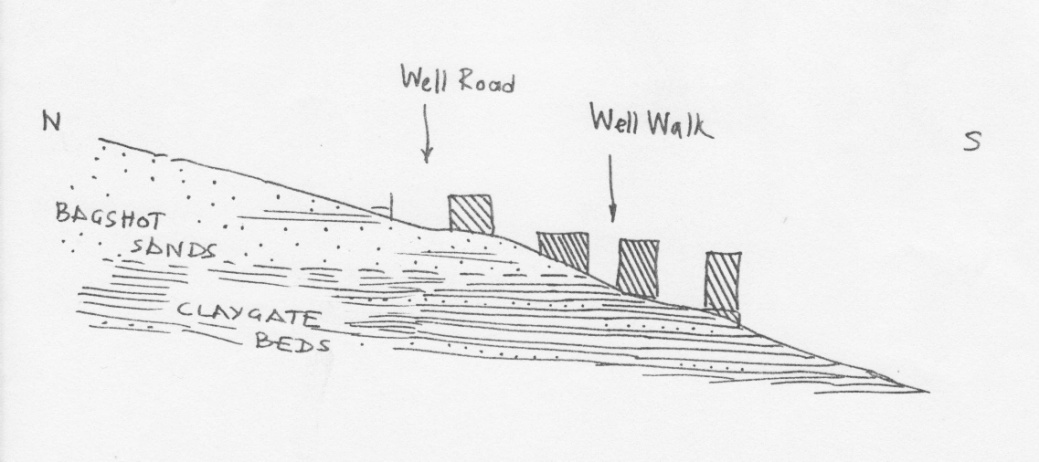 Well Road
Well Walk
N
S
BAGSHOT
SANDS
CLAYGATE
BEDS